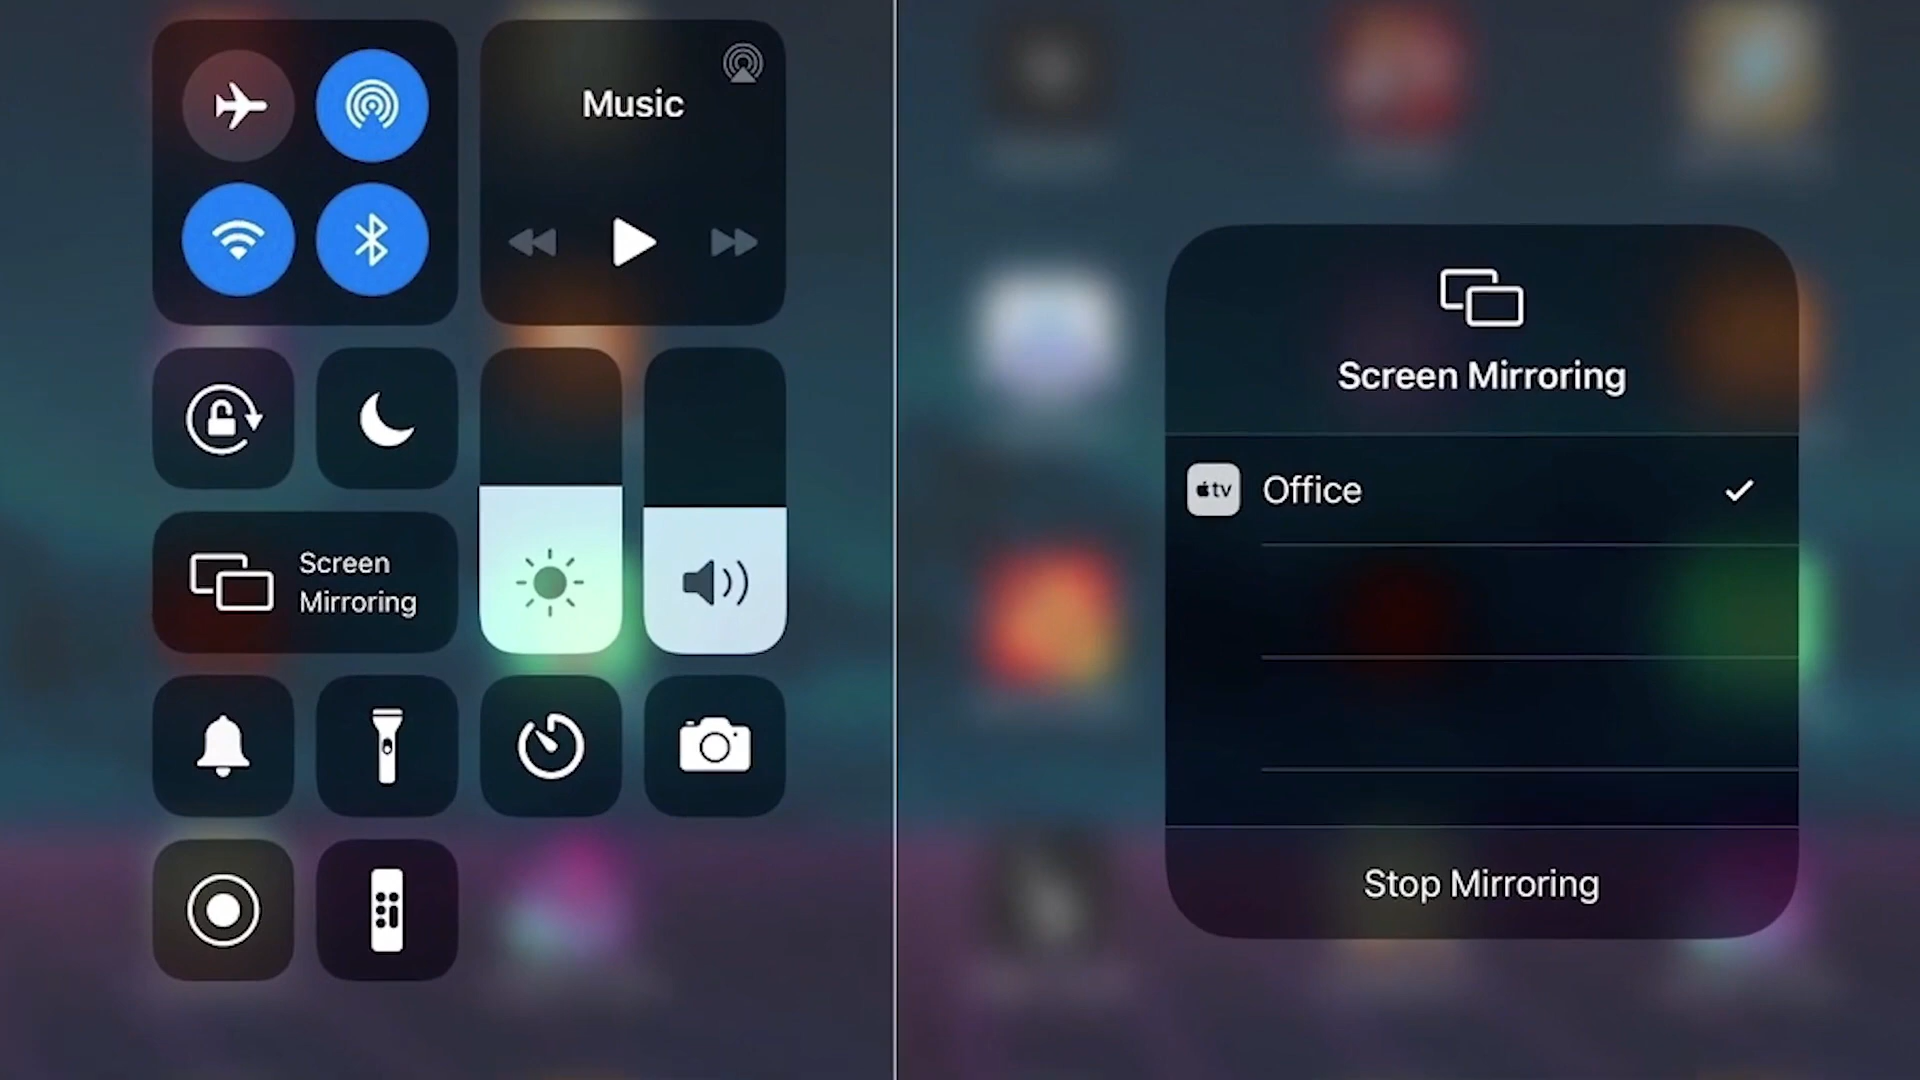 Music
Screen
Mirroring
Screen Mirroring
tv Office
Stop Mirroring